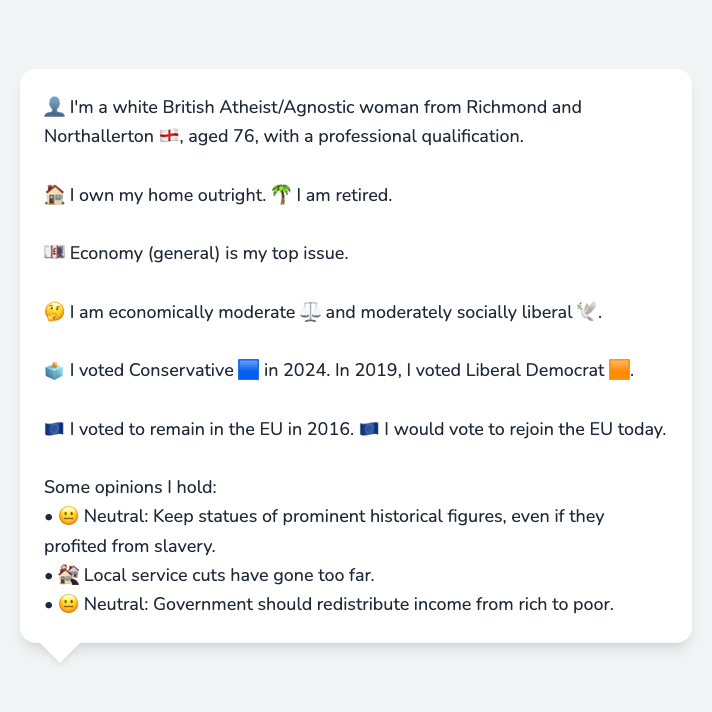 👤 I'm a white British Atheist/Agnostic woman from Richmond and
Northallerton 🏴󠁧󠁢󠁥󠁮󠁧󠁿, aged 76, with a professional qualification.
🏠 I own my home outright. 🌴 I am retired.
💷 Economy (general) is my top issue.
🤔 I am economically moderate ⚖️ and moderately socially liberal 🕊️.
🗳️ I voted Conservative 🟦 in 2024. In 2019, I voted Liberal Democrat 🟧.
🇪🇺 I voted to remain in the EU in 2016. 🇪🇺 I would vote to rejoin the EU today.
Some opinions I hold:
• 😐 Neutral: Keep statues of prominent historical figures, even if they
profited from slavery.
• 🏚️ Local service cuts have gone too far.
• 😐 Neutral: Government should redistribute income from rich to poor.